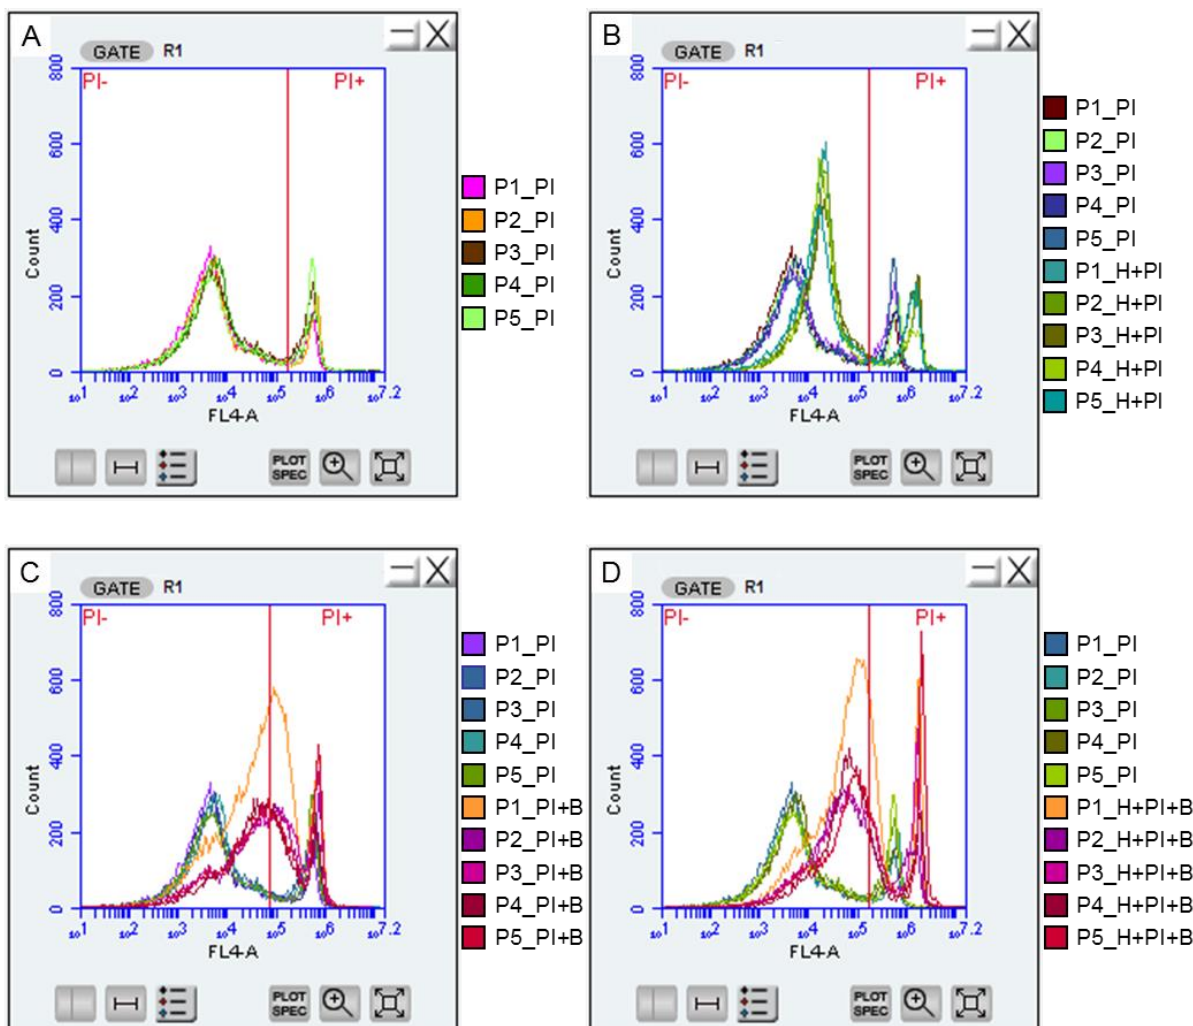 A
GATE R1
800
600
400
200
0
Count
PI-
PI+
10^1 10^2 10^3 10^4 10^5 10^6 10^7.2
FL4-A
PLOT
SPEC
P1_PI
P2_PI
P3_PI
P4_PI
P5_PI
B
GATE R1
800
600
400
200
0
Count
PI-
PI+
10^1 10^2 10^3 10^4 10^5 10^6 10^7.2
FL4-A
PLOT
SPEC
P1_PI
P2_PI
P3_PI
P4_PI
P5_PI
P1_H+PI
P2_H+PI
P3_H+PI
P4_H+PI
P5_H+PI
C
GATE R1
800
600
400
200
0
Count
PI-
PI+
10^1 10^2 10^3 10^4 10^5 10^6 10^7.2
FL4-A
PLOT
SPEC
P1_PI
P2_PI
P3_PI
P4_PI
P5_PI
P1_PI+B
P2_PI+B
P3_PI+B
P4_PI+B
P5_PI+B
D
GATE R1
800
600
400
200
0
Count
PI-
PI+
10^1 10^2 10^3 10^4 10^5 10^6 10^7.2
FL4-A
PLOT
SPEC
P1_PI
P2_PI
P3_PI
P4_PI
P5_PI
P1_H+PI+B
P2_H+PI+B
P3_H+PI+B
P4_H+PI+B
P5_H+PI+B